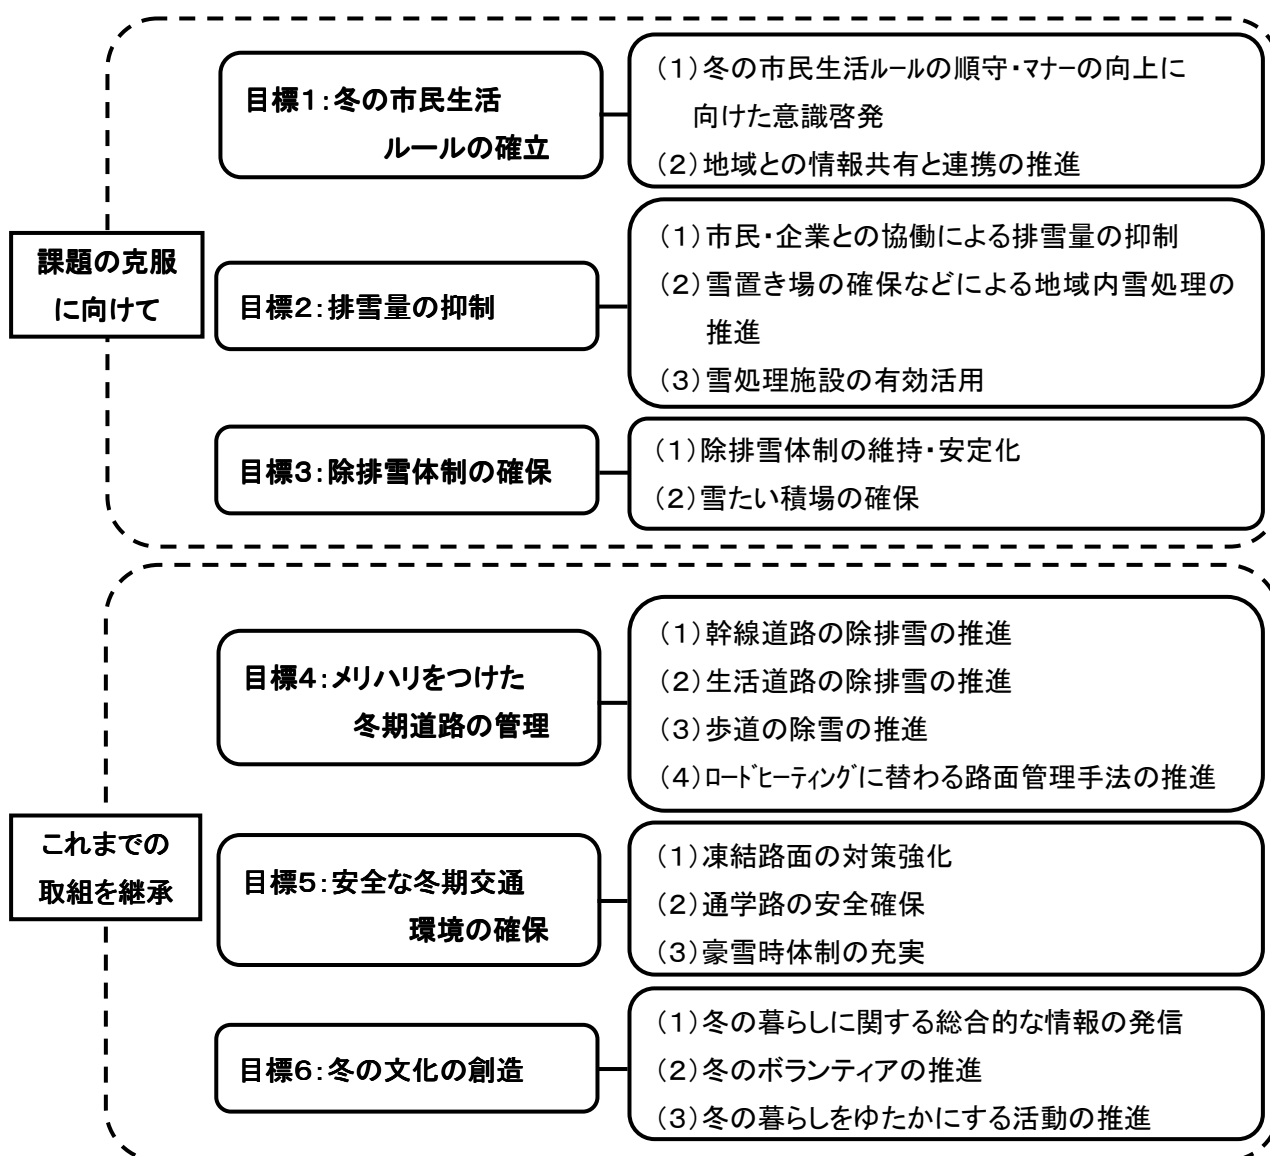 課題の克服
に向けて
目標1:冬の市民生活
ルールの確立
(1)冬の市民生活ルールの順守・マナーの向上に
向けた意識啓発
(2)地域との情報共有と連携の推進
目標2:排雪量の抑制
(1)市民・企業との協働による排雪量の抑制
(2)雪置き場の確保などによる地域内雪処理の
推進
(3)雪処理施設の有効活用
目標3:除排雪体制の確保
(1)除排雪体制の維持・安定化
(2)雪たい積場の確保
これまでの
取組を継承
目標4:メリハリをつけた
冬期道路の管理
(1)幹線道路の除排雪の推進
(2)生活道路の除排雪の推進
(3)歩道の除雪の推進
(4)ロードヒーティングに替わる路面管理手法の推進
目標5:安全な冬期交通
環境の確保
(1)凍結路面の対策強化
(2)通学路の安全確保
(3)豪雪時体制の充実
目標6:冬の文化の創造
(1)冬の暮らしに関する総合的な情報の発信
(2)冬のボランティアの推進
(3)冬の暮らしをゆたかにする活動の推進